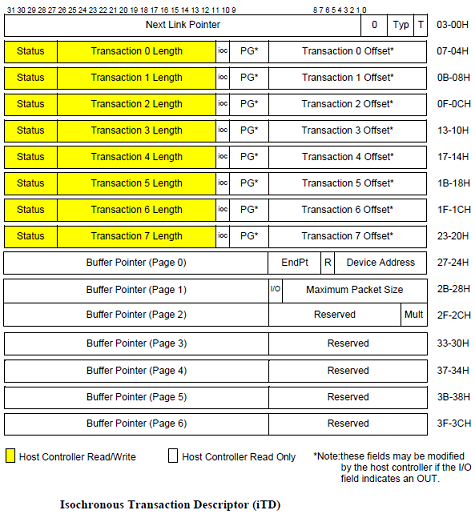 31 30 29 28 27 26 25 24 23 22 21 20 19 18 17 16 15 14 13 12 11 10 9 8 7 6 5 4 3 2 1 0
Next Link Pointer 0 Typ T 03-00H
Status Transaction 0 Length ioc PG* Transaction 0 Offset* 07-04H
Status Transaction 1 Length ioc PG* Transaction 1 Offset* 0B-08H
Status Transaction 2 Length ioc PG* Transaction 2 Offset* 0F-0CH
Status Transaction 3 Length ioc PG* Transaction 3 Offset* 13-10H
Status Transaction 4 Length ioc PG* Transaction 4 Offset* 17-14H
Status Transaction 5 Length ioc PG* Transaction 5 Offset* 1B-18H
Status Transaction 6 Length ioc PG* Transaction 6 Offset* 1F-1CH
Status Transaction 7 Length ioc PG* Transaction 7 Offset* 23-20H
Buffer Pointer (Page 0) EndPt R Device Address 27-24H
Buffer Pointer (Page 1) I/O Maximum Packet Size 2B-28H
Buffer Pointer (Page 2) Reserved Mult 2F-2CH
Buffer Pointer (Page 3) Reserved 33-30H
Buffer Pointer (Page 4) Reserved 37-34H
Buffer Pointer (Page 5) Reserved 3B-38H
Buffer Pointer (Page 6) Reserved 3F-3CH
Host Controller Read/Write Host Controller Read Only *Note:these fields may be modified
by the host controller if the I/O
field indicates an OUT.
Isochronous Transaction Descriptor (iTD)